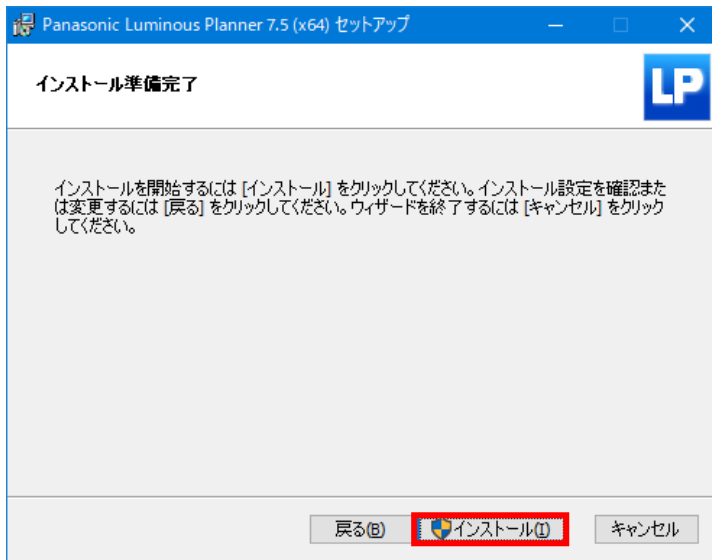 Panasonic Luminous Planner 7.5 (x64) セットアップ
インストール準備完了
LP
インストールを開始するには [インストール] をクリックしてください。インストール設定を確認また
は変更するには [戻る] をクリックしてください。ウィザードを終了するには [キャンセル] をクリック
してください。
戻る(B) インストール(I) キャンセル